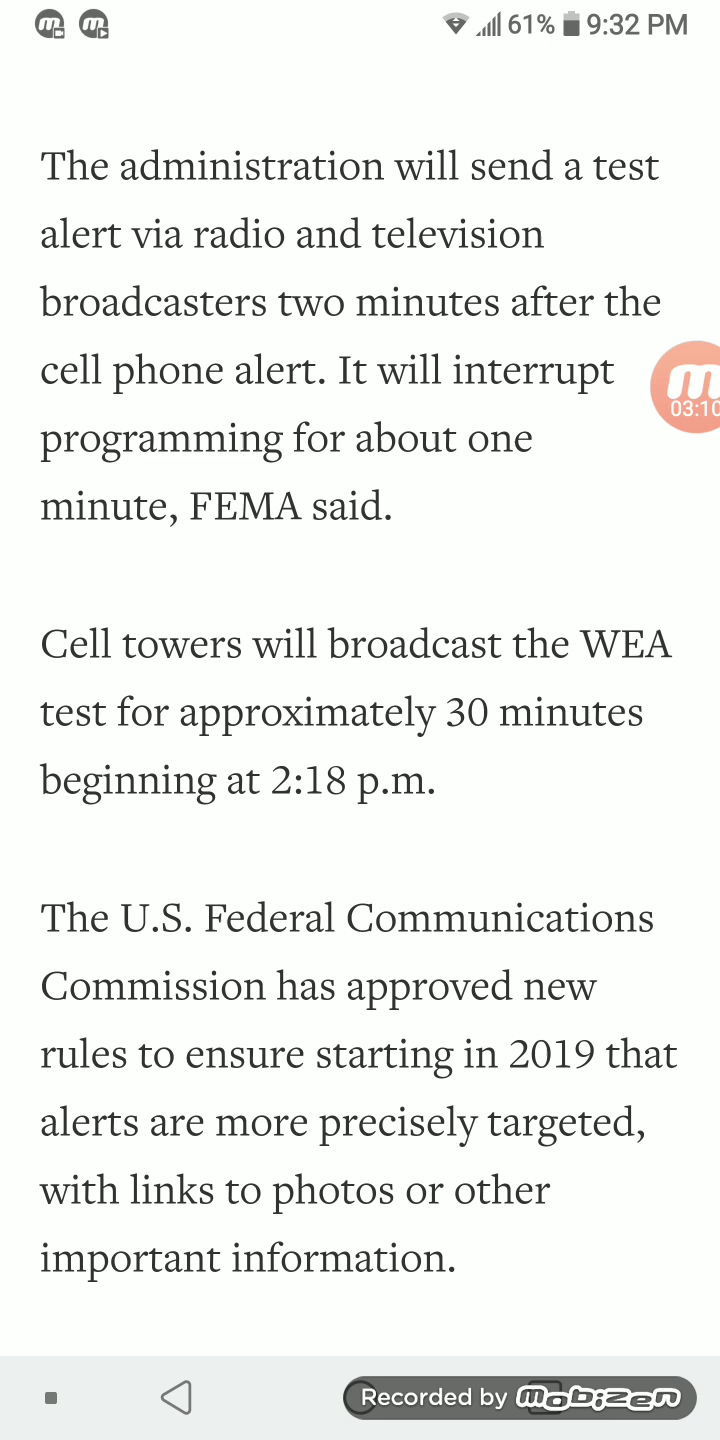 61% 9:32 PM
The administration will send a test
alert via radio and television
broadcasters two minutes after the
cell phone alert. It will interrupt
m
03:10
programming for about one
minute, FEMA said.
Cell towers will broadcast the WEA
test for approximately 30 minutes
beginning at 2:18 p.m.
The U.S. Federal Communications
Commission has approved new
rules to ensure starting in 2019 that
alerts are more precisely targeted,
with links to photos or other
important information.
Recorded by mobizen